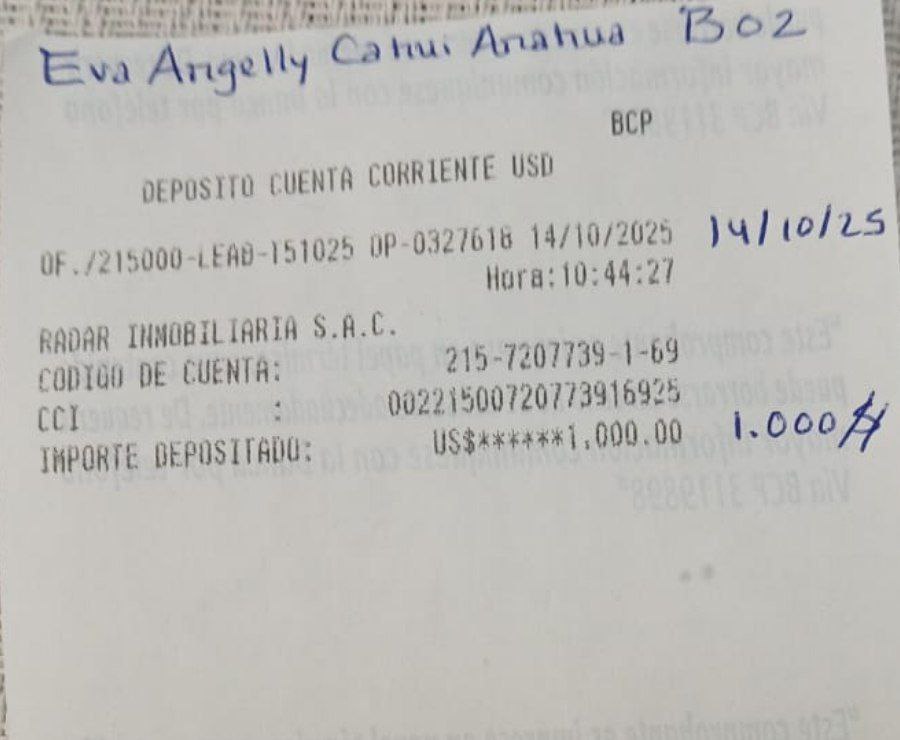 Eva Angelly Cahui Anahua B02
BCP
DEPOSITO CUENTA CORRIENTE USD
OF./215000-LEAD-151025 OP-0327618 14/10/2025 14/10/25
Hora:10:44:27
RADAR INMOBILIARIA S.A.C.
CODIGO DE CUENTA: 215-7207739-1-69
CCI : 00221500720773916925
IMPORTE DEPOSITADO: US$******1,000.00 1.000 $